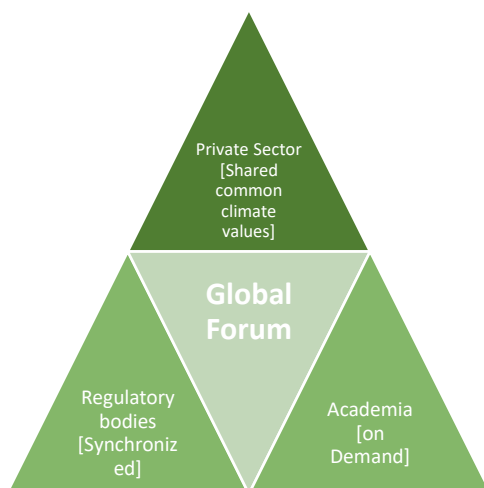 Private Sector
[Shared
common
climate
values]
Global
Forum
Regulatory
bodies
[Synchroniz
ed]
Academia
[on
Demand]